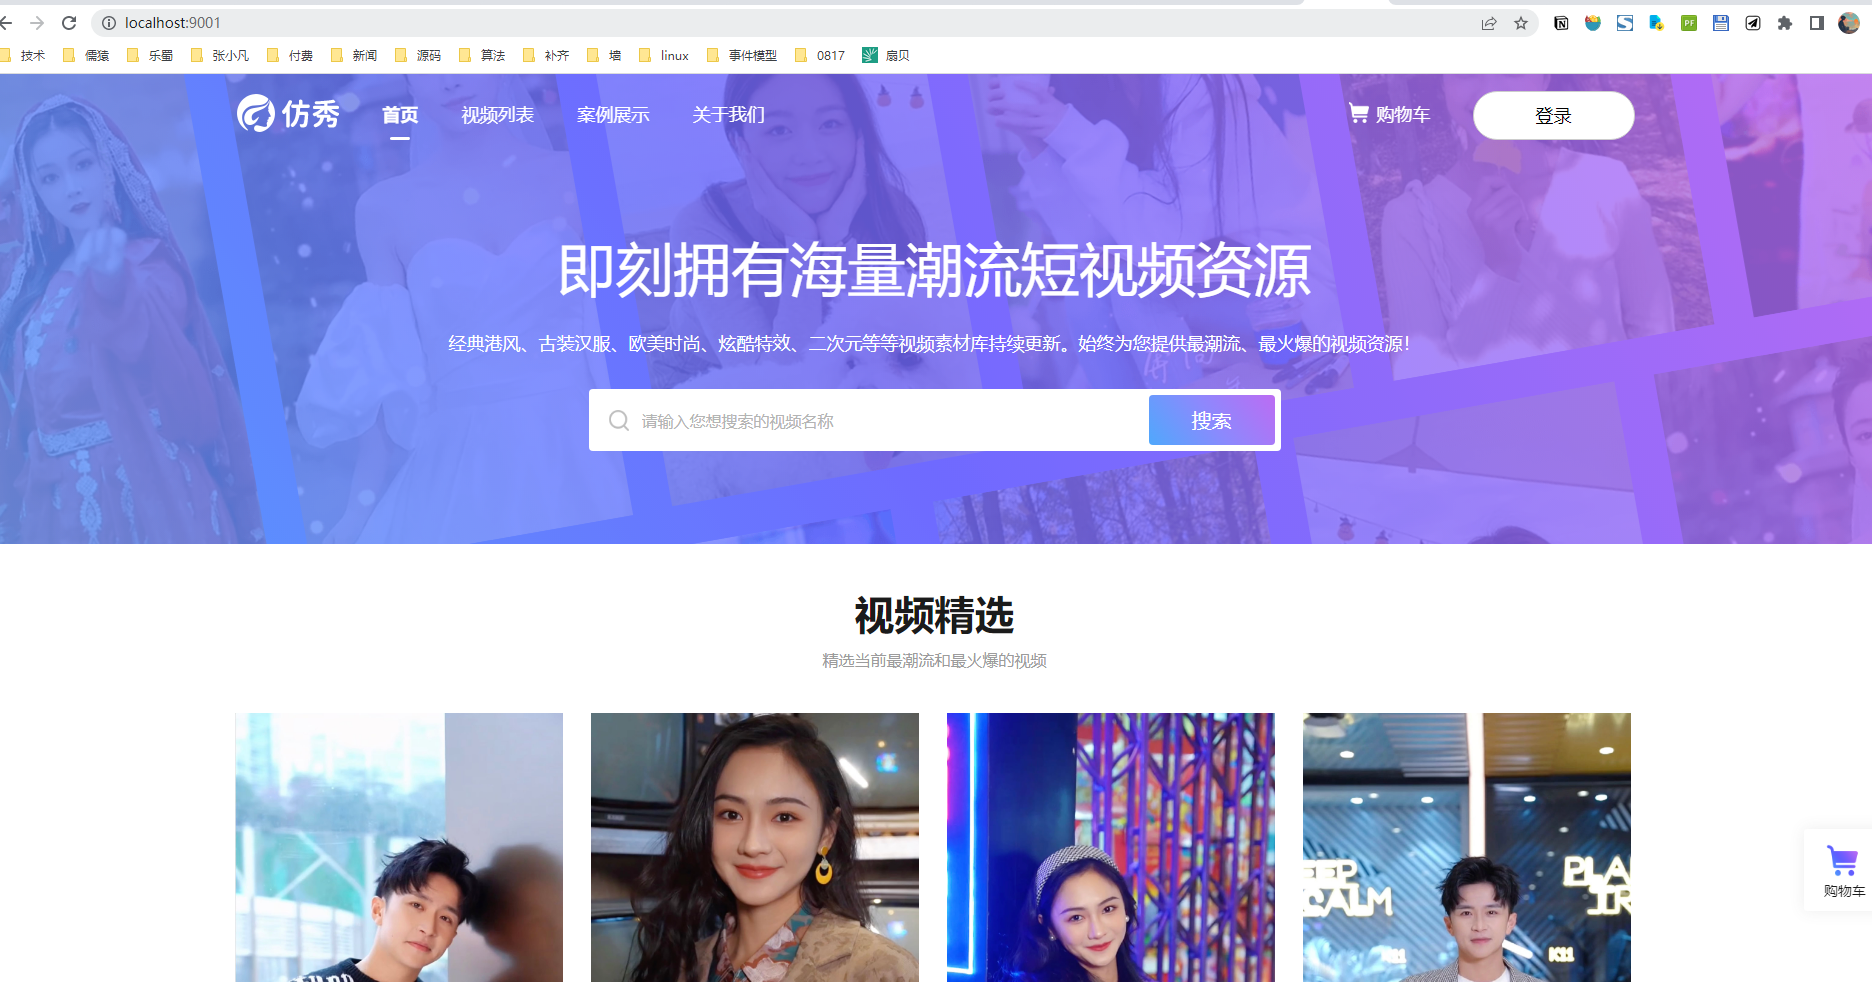 localhost:9001
技术 儒猿 乐蜀 张小凡 付费 新闻 源码 算法 补齐 墙 linux 事件模型 0817 扇贝
仿秀 首页 视频列表 案例展示 关于我们 购物车 登录
即刻拥有海量潮流短视频资源
经典港风、古装汉服、欧美时尚、炫酷特效、二次元等等视频素材库持续更新。始终为您提供最潮流、最火爆的视频资源!
请输入您想搜索的视频名称 搜索
视频精选
精选当前最潮流和最火爆的视频
购物车